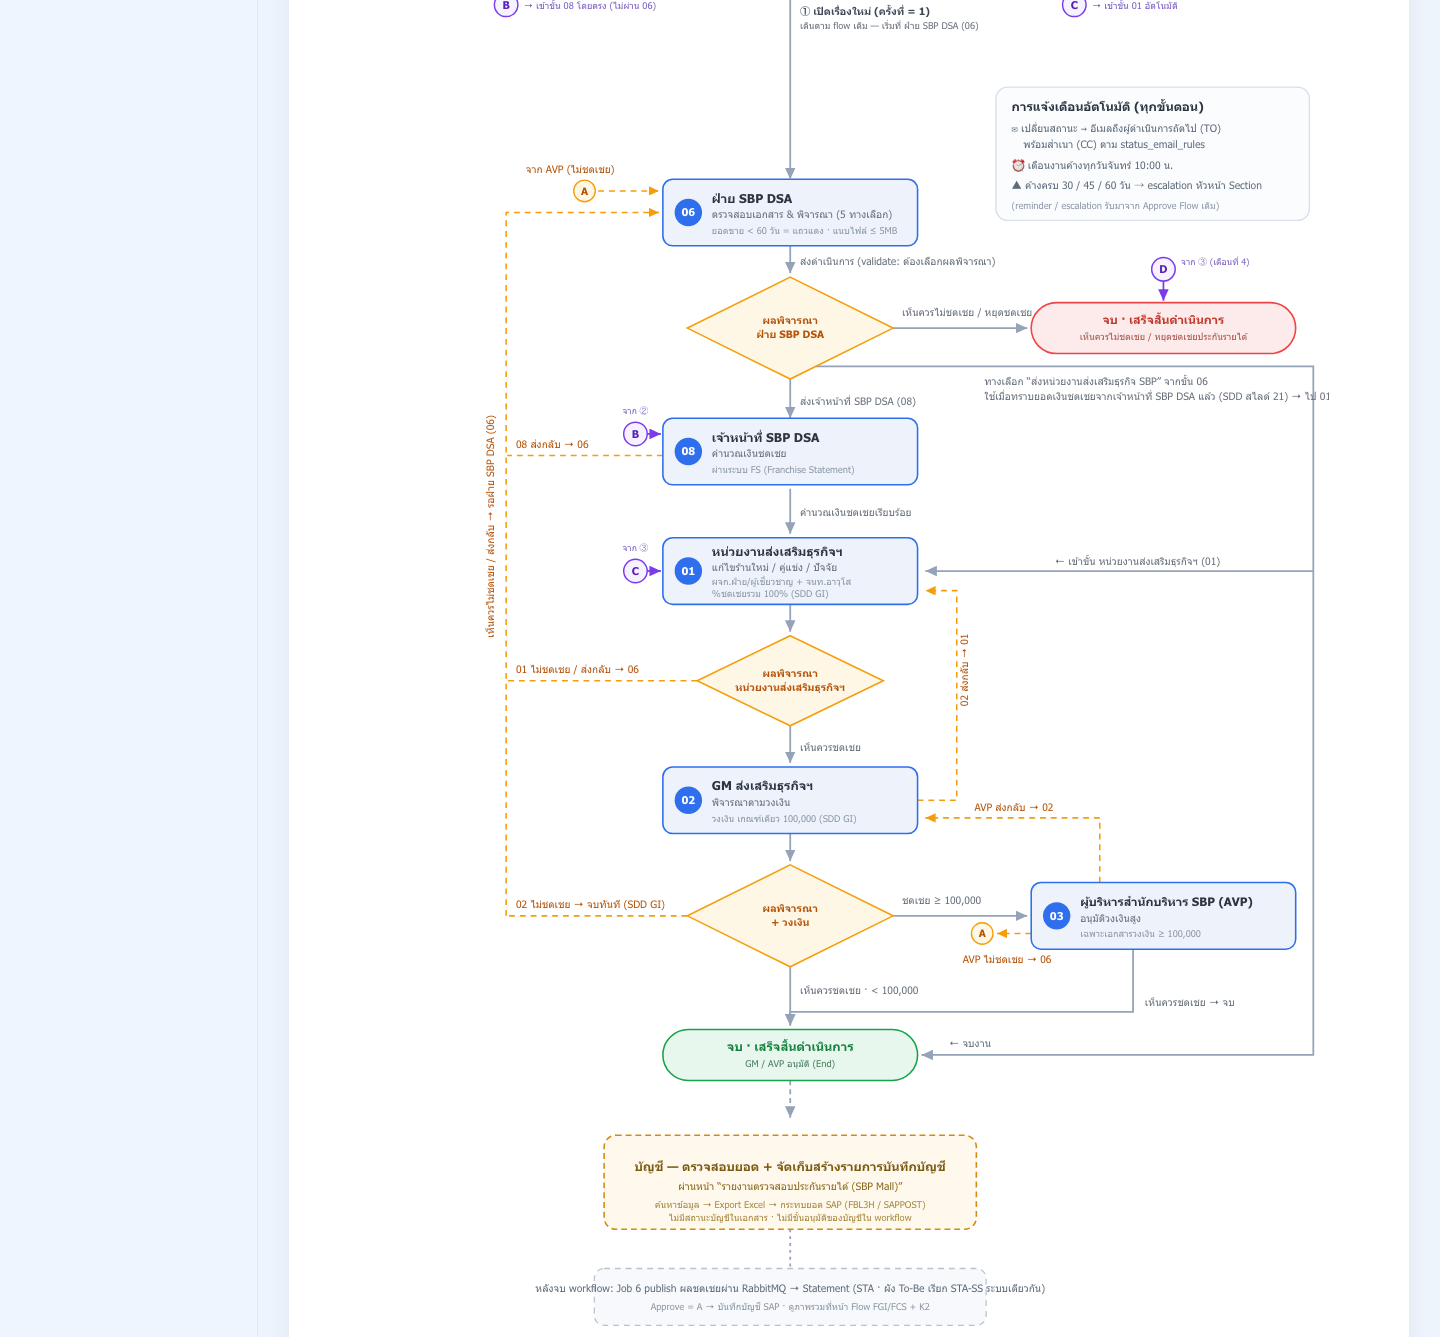 B → เข้าขั้น 08 โดยตรง (ไม่ผ่าน 06)
① เปิดเรื่องใหม่ (ครั้งที่ = 1)
เดินตาม flow เดิม — เริ่มที่ ฝ่าย SBP DSA (06)
C → เข้าขั้น 01 อัตโนมัติ
การแจ้งเตือนอัตโนมัติ (ทุกขั้นตอน)
✉ เปลี่ยนสถานะ → อีเมลถึงผู้ดำเนินการถัดไป (TO)
พร้อมสำเนา (CC) ตาม status_email_rules
⏰ เตือนงานค้างทุกวันจันทร์ 10:00 น.
▲ ค้างครบ 30 / 45 / 60 วัน → escalation หัวหน้า Section
(reminder / escalation รับมาจาก Approve Flow เดิม)
จาก AVP (ไม่ชดเชย)
A
06
ฝ่าย SBP DSA
ตรวจสอบเอกสาร & พิจารณา (5 ทางเลือก)
ยอดขาย < 60 วัน = แถวแดง · แนบไฟล์ ≤ 5MB
ส่งดำเนินการ (validate: ต้องเลือกผลพิจารณา)
D
จาก ③ (เดือนที่ 4)
ผลพิจารณา
ฝ่าย SBP DSA
เห็นควรไม่ชดเชย / หยุดชดเชย
จบ · เสร็จสิ้นดำเนินการ
เห็นควรไม่ชดเชย / หยุดชดเชยประกันรายได้
ทางเลือก “ส่งหน่วยงานส่งเสริมธุรกิจ SBP” จากขั้น 06
ใช้เมื่อทราบยอดเงินชดเชยจากเจ้าหน้าที่ SBP DSA แล้ว (SDD สไลด์ 21) → ไป 01
ส่งเจ้าหน้าที่ SBP DSA (08)
จาก ②
B
08 ส่งกลับ → 06
08
เจ้าหน้าที่ SBP DSA
คำนวณเงินชดเชย
ผ่านระบบ FS (Franchise Statement)
เห็นควรไม่ชดเชย / ส่งกลับ → รอฝ่าย SBP DSA (06)
คำนวณเงินชดเชยเรียบร้อย
จาก ③
C
01
หน่วยงานส่งเสริมธุรกิจฯ
แก้ไขร้านใหม่ / คู่แข่ง / ปัจจัย
ผจก.ฝ่าย/ผู้เชี่ยวชาญ + จนท.อาวุโส
%ชดเชยรวม 100% (SDD GI)
← เข้าขั้น หน่วยงานส่งเสริมธุรกิจฯ (01)
01 ไม่ชดเชย / ส่งกลับ → 06
ผลพิจารณา
หน่วยงานส่งเสริมธุรกิจฯ
02 ส่งกลับ → 01
เห็นควรชดเชย
02
GM ส่งเสริมธุรกิจฯ
พิจารณาตามวงเงิน
วงเงิน เกณฑ์เดียว 100,000 (SDD GI)
AVP ส่งกลับ → 02
02 ไม่ชดเชย → จบทันที (SDD GI)
ผลพิจารณา
+ วงเงิน
ชดเชย ≥ 100,000
03
ผู้บริหารสำนักบริหาร SBP (AVP)
อนุมัติวงเงินสูง
เฉพาะเอกสารวงเงิน ≥ 100,000
A
AVP ไม่ชดเชย → 06
เห็นควรชดเชย · < 100,000
เห็นควรชดเชย → จบ
จบ · เสร็จสิ้นดำเนินการ
GM / AVP อนุมัติ (End)
← จบงาน
บัญชี — ตรวจสอบยอด + จัดเก็บสร้างรายการบันทึกบัญชี
ผ่านหน้า “รายงานตรวจสอบประกันรายได้ (SBP Mall)”
ค้นหาข้อมูล → Export Excel → กระทบยอด SAP (FBL3H / SAPPOST)
ไม่มีสถานะบัญชีในเอกสาร · ไม่มีขั้นอนุมัติของบัญชีใน workflow
หลังจบ workflow: Job 6 publish ผลชดเชยผ่าน RabbitMQ → Statement (STA · ผัง To-Be เรียก STA-SS ระบบเดียวกัน)
Approve = A → บันทึกบัญชี SAP · ดูภาพรวมที่หน้า Flow FGI/FCS + K2